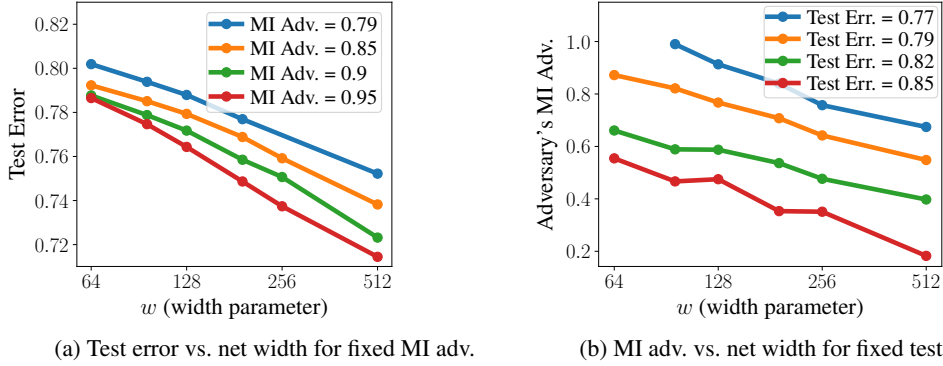 0.82
0.80
0.78
0.76
0.74
0.72
Test Error
MI Adv. = 0.79
MI Adv. = 0.85
MI Adv. = 0.9
MI Adv. = 0.95
64
128
256
512
w (width parameter)
(a) Test error vs. net width for fixed MI adv.
1.0
0.8
0.6
0.4
0.2
Adversary's MI Adv.
Test Err. = 0.77
Test Err. = 0.79
Test Err. = 0.82
Test Err. = 0.85
64
128
256
512
w (width parameter)
(b) MI adv. vs. net width for fixed test